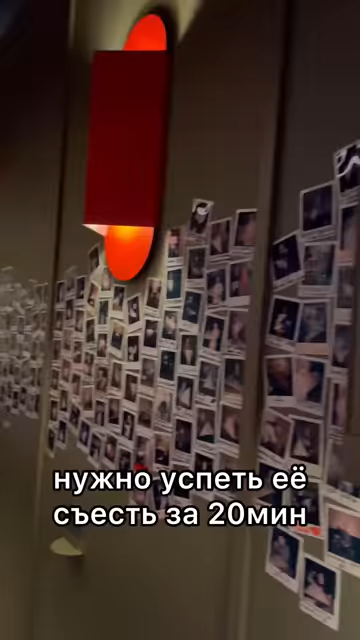 нужно успеть её
съесть за 20мин